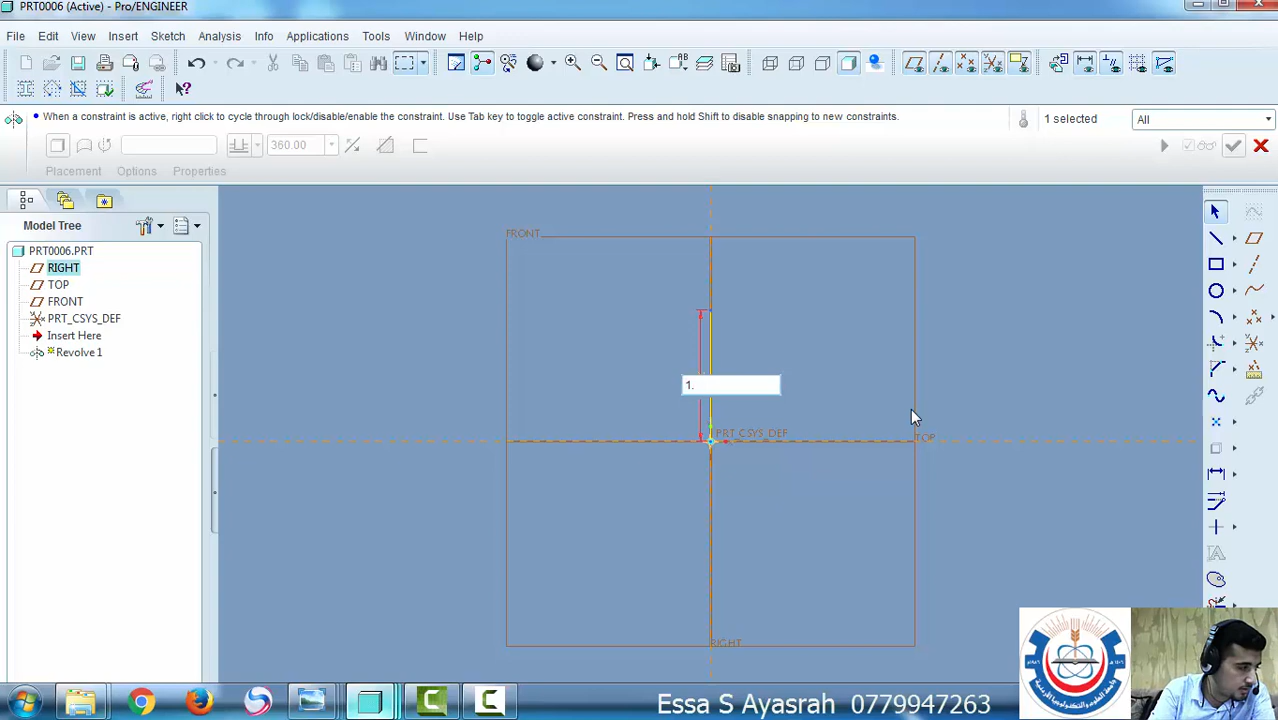 PRT0006 (Active) - Pro/ENGINEER
File Edit View Insert Sketch Analysis Info Applications Tools Window Help
When a constraint is active, right click to cycle through lock/disable/enable the constraint. Use Tab key to toggle active constraint. Press and hold Shift to disable snapping to new constraints.
1 selected
All
360.00
Placement Options Properties
Model Tree
PRT0006.PRT
RIGHT
TOP
FRONT
PRT_CSYS_DEF
Insert Here
Revolve 1
FRONT
1.
PRT_CSYS_DEF
TOP
RIGHT
Essa S Ayasrah 0779947263